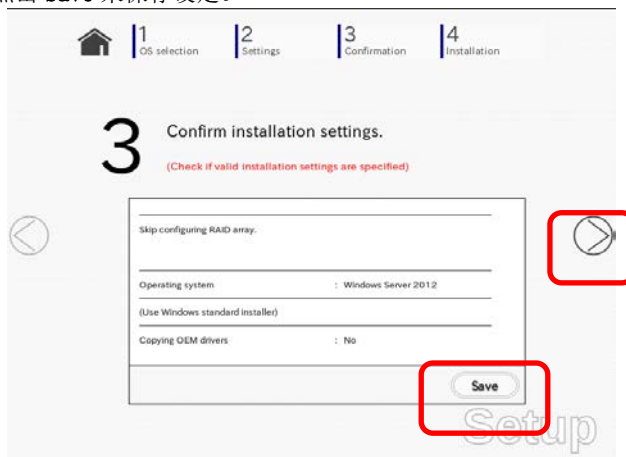 点击 Save 来保存设定。
1
OS selection
2
Settings
3
Confirmation
4
Installation
3
Confirm installation settings.
(Check if valid installation settings are specified)
Skip configuring RAID array.
Operating system : Windows Server 2012
(Use Windows standard installer)
Copying OEM drivers : No
Save
Setup